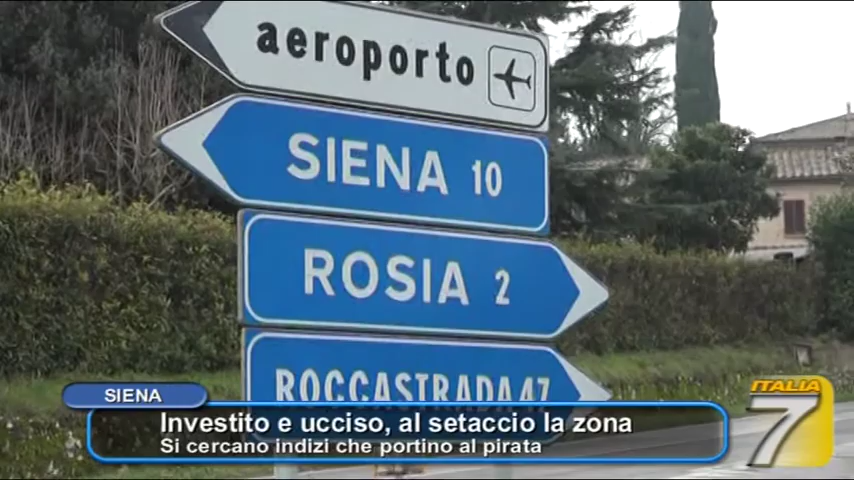 aeroporto
SIENA 10
ROSIA 2
ROCCASTRADA 47
SIENA
Investito e ucciso, al setaccio la zona
Si cercano indizi che portino al pirata
ITALIA
7